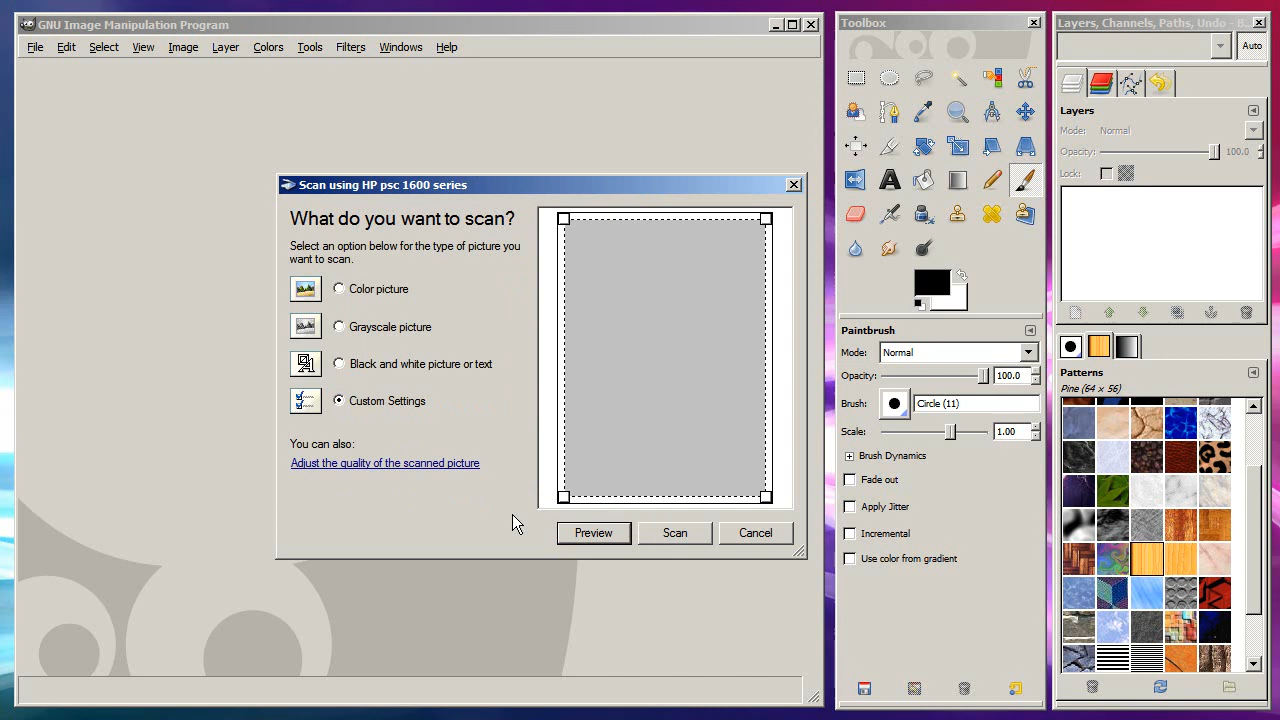 GNU Image Manipulation Program
File Edit Select View Image Layer Colors Tools Filters Windows Help
Scan using HP psc 1600 series
What do you want to scan?
Select an option below for the type of picture you
want to scan.
Color picture
Grayscale picture
Black and white picture or text
Custom Settings
You can also:
Adjust the quality of the scanned picture
Preview Scan Cancel
Toolbox
Paintbrush
Mode: Normal
Opacity: 100.0
Brush: Circle (11)
Scale: 1.00
Brush Dynamics
Fade out
Apply Jitter
Incremental
Use color from gradient
Layers, Channels, Paths, Undo - B...
Auto
Layers
Mode: Normal
Opacity: 100.0
Lock:
Patterns
Pine (64 × 56)